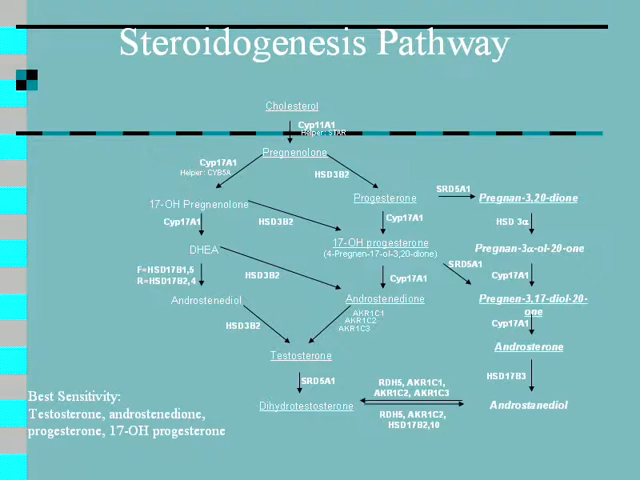 Steroidogenesis Pathway
Cholesterol
Cyp11A1
Helper: STAR
Pregnenolone
Cyp17A1
Helper: CYB5A
HSD3B2
SRD5A1
17-OH Pregnenolone
Progesterone
Pregnan-3,20-dione
Cyp17A1
HSD3B2
Cyp17A1
HSD 3α
DHEA
17-OH progesterone
(4-Pregnen-17-ol-3,20-dione)
Pregnan-3α-ol-20-one
SRD5A1
F=HSD17B1,5
R=HSD17B2,4
HSD3B2
Cyp17A1
Cyp17A1
Androstenediol
Androstenedione
Pregnen-3,17-diol-20-
one
AKR1C1
AKR1C2
AKR1C3
HSD3B2
Cyp17A1
Testosterone
Androsterone
SRD5A1
RDH5, AKR1C1,
AKR1C2, AKR1C3
HSD17B3
Dihydrotestosterone
Androstanediol
RDH5, AKR1C2,
HSD17B2,10
Best Sensitivity:
Testosterone, androstenedione,
progesterone, 17-OH progesterone